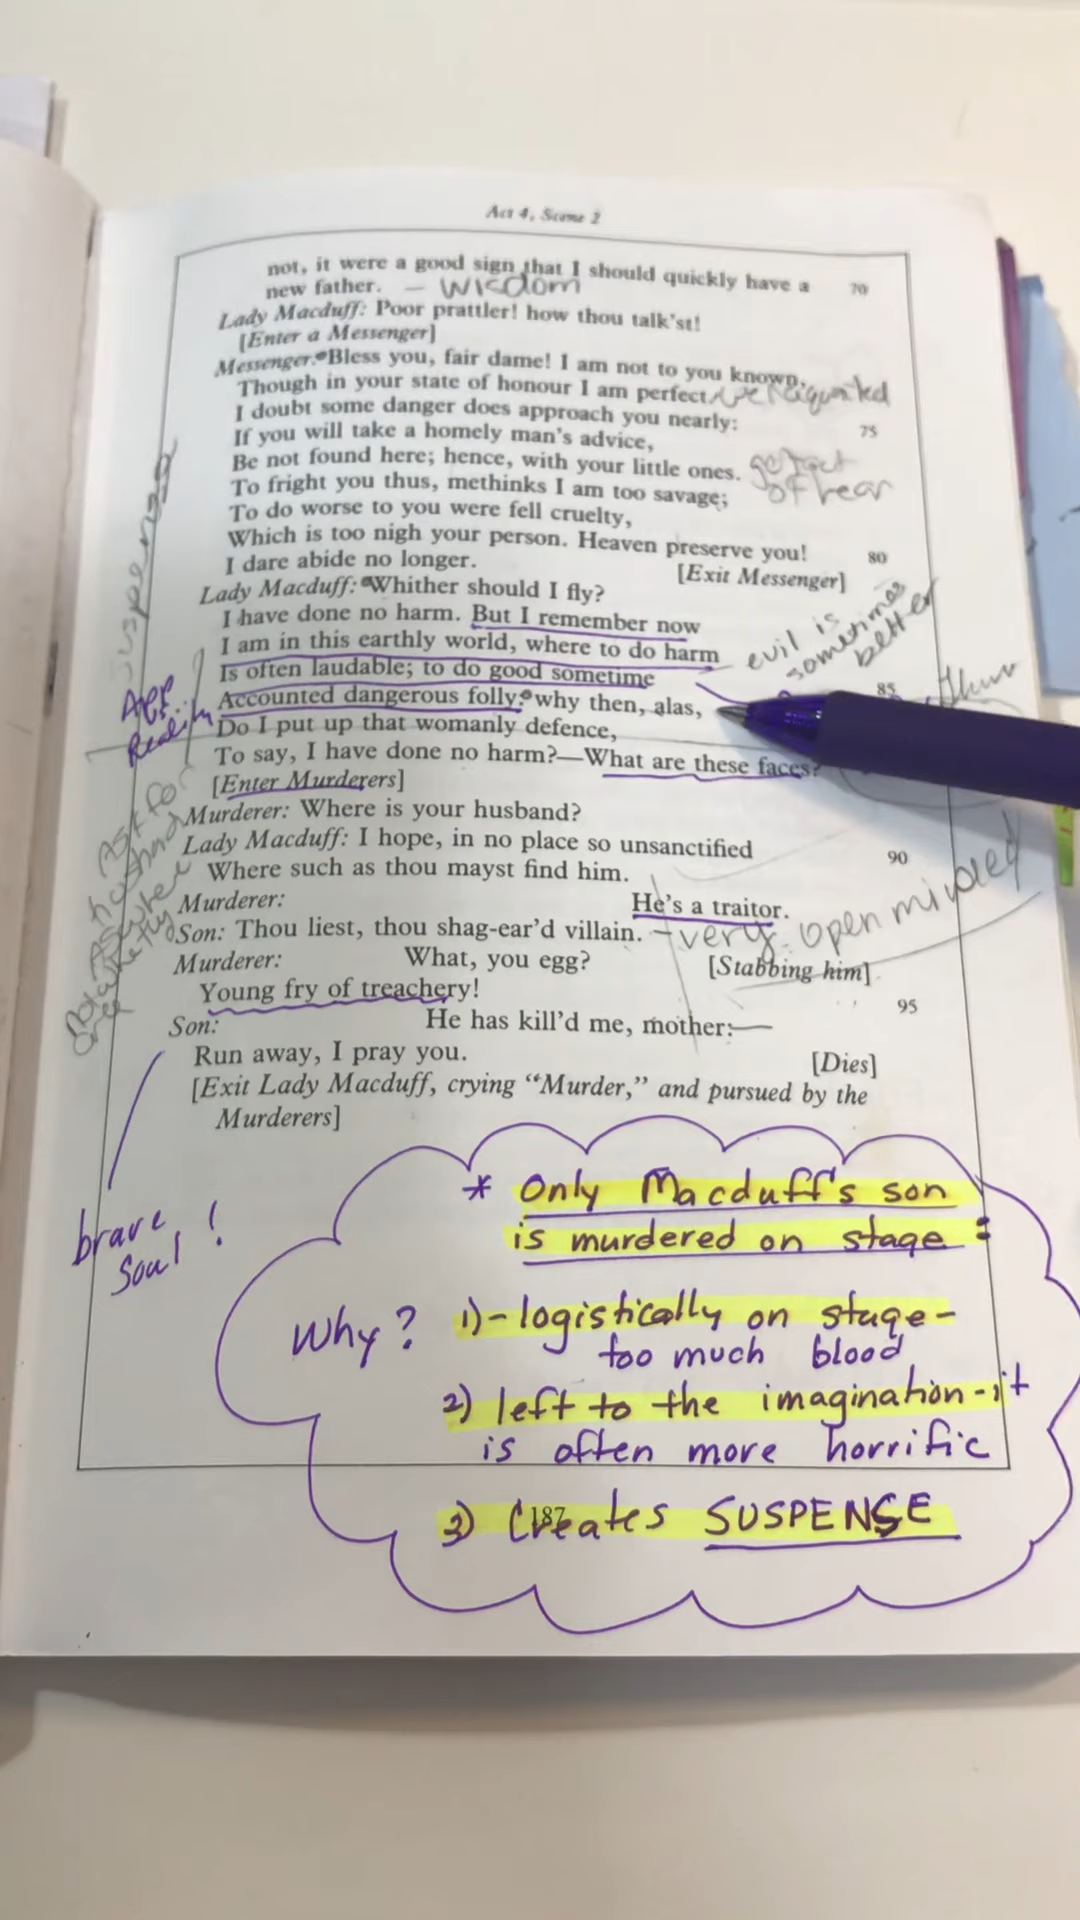 Act 4, Scene 2
not, it were a good sign that I should quickly have a 70
new father. - wisdom
Lady Macduff: Poor prattler! how thou talk'st!
[Enter a Messenger]
Messenger: Bless you, fair dame! I am not to you known,
Though in your state of honour I am perfect
I doubt some danger does approach you nearly: 75
If you will take a homely man's advice,
Be not found here; hence, with your little ones.
To fright you thus, methinks I am too savage; of
To do worse to you were fell cruelty,
Which is too nigh your person. Heaven preserve you! 80
I dare abide no longer. [Exit Messenger]
Lady Macduff: Whither should I fly?
I have done no harm. But I remember now
I am in this earthly world, where to do harm
Is often laudable; to do good sometime
Accounted dangerous folly: why then, alas, 85
Do I put up that womanly defence,
To say, I have done no harm?—What are these faces?
[Enter Murderers]
Murderer: Where is your husband?
Lady Macduff: I hope, in no place so unsanctified 90
Where such as thou mayst find him.
Murderer: He's a traitor.
Son: Thou liest, thou shag-ear'd villain. - very open minded
Murderer: What, you egg? [Stabbing him]
Young fry of treachery! 95
Son: He has kill'd me, mother:—
Run away, I pray you. [Dies]
[Exit Lady Macduff, crying “Murder,” and pursued by the
Murderers]
suspense
evil is
sometimes
better
App
Reality
Ask for
husband
brave
soul!
* Only Macduff's son
is murdered on stage:
Why? 1) - logistically on stage -
too much blood
2) left to the imagination - it
is often more horrific
3) Creates SUSPENSE
187